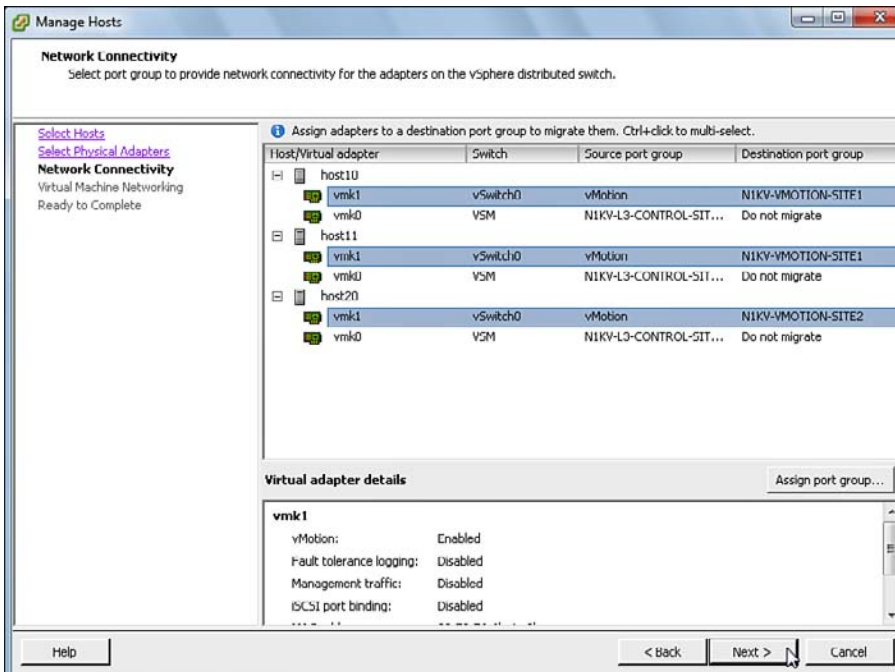 Manage Hosts
Network Connectivity
Select port group to provide network connectivity for the adapters on the vSphere distributed switch.
Select Hosts
Select Physical Adapters
Network Connectivity
Virtual Machine Networking
Ready to Complete
Assign adapters to a destination port group to migrate them. Ctrl+click to multi-select.
Host/Virtual adapter Switch Source port group Destination port group
host10
vmk1 vSwitch0 vMotion N1KV-VMOTION-SITE1
vmk0 VSM N1KV-L3-CONTROL-SIT... Do not migrate
host11
vmk1 vSwitch0 vMotion N1KV-VMOTION-SITE1
vmk0 VSM N1KV-L3-CONTROL-SIT... Do not migrate
host20
vmk1 vSwitch0 vMotion N1KV-VMOTION-SITE2
vmk0 VSM N1KV-L3-CONTROL-SIT... Do not migrate
Virtual adapter details
Assign port group...
vmk1
vMotion: Enabled
Fault tolerance logging: Disabled
Management traffic: Disabled
iSCSI port binding: Disabled
Help
< Back
Next >
Cancel